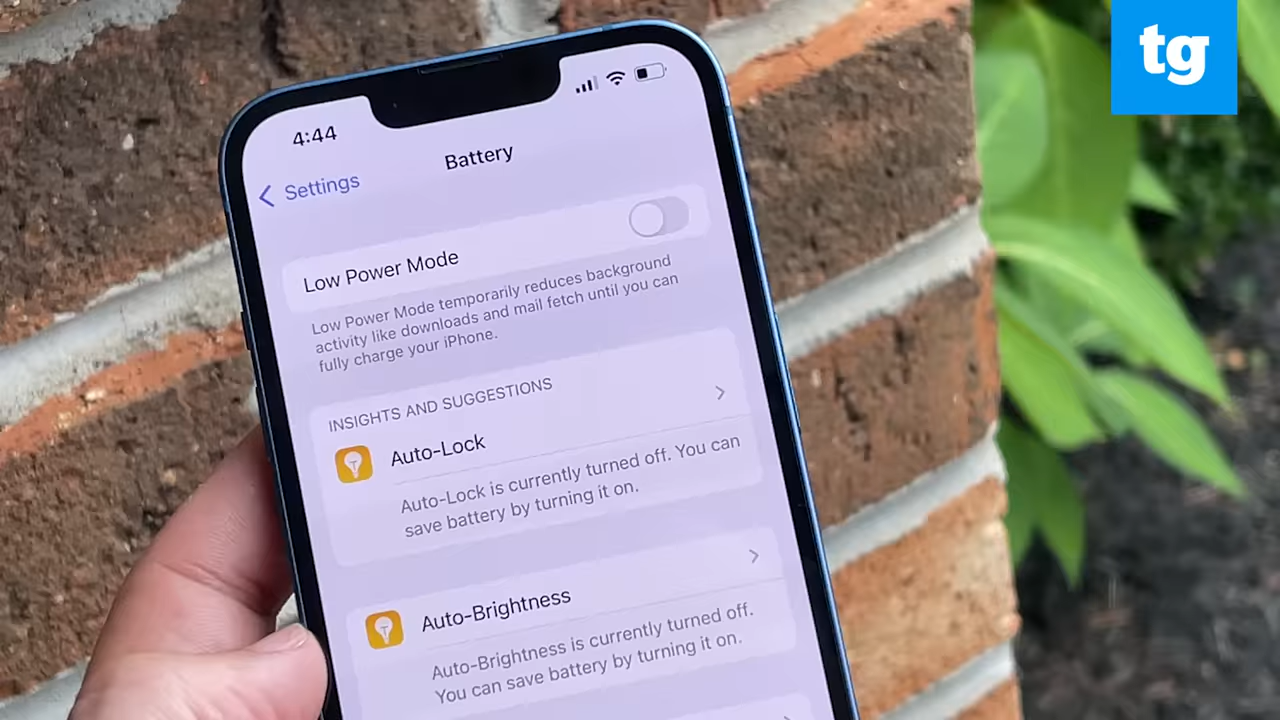 tg
4:44
Battery
Settings
Low Power Mode
Low Power Mode temporarily reduces background
activity like downloads and mail fetch until you can
fully charge your iPhone.
INSIGHTS AND SUGGESTIONS
Auto-Lock
Auto-Lock is currently turned off. You can
save battery by turning it on.
Auto-Brightness
Auto-Brightness is currently turned off.
You can save battery by turning it on.